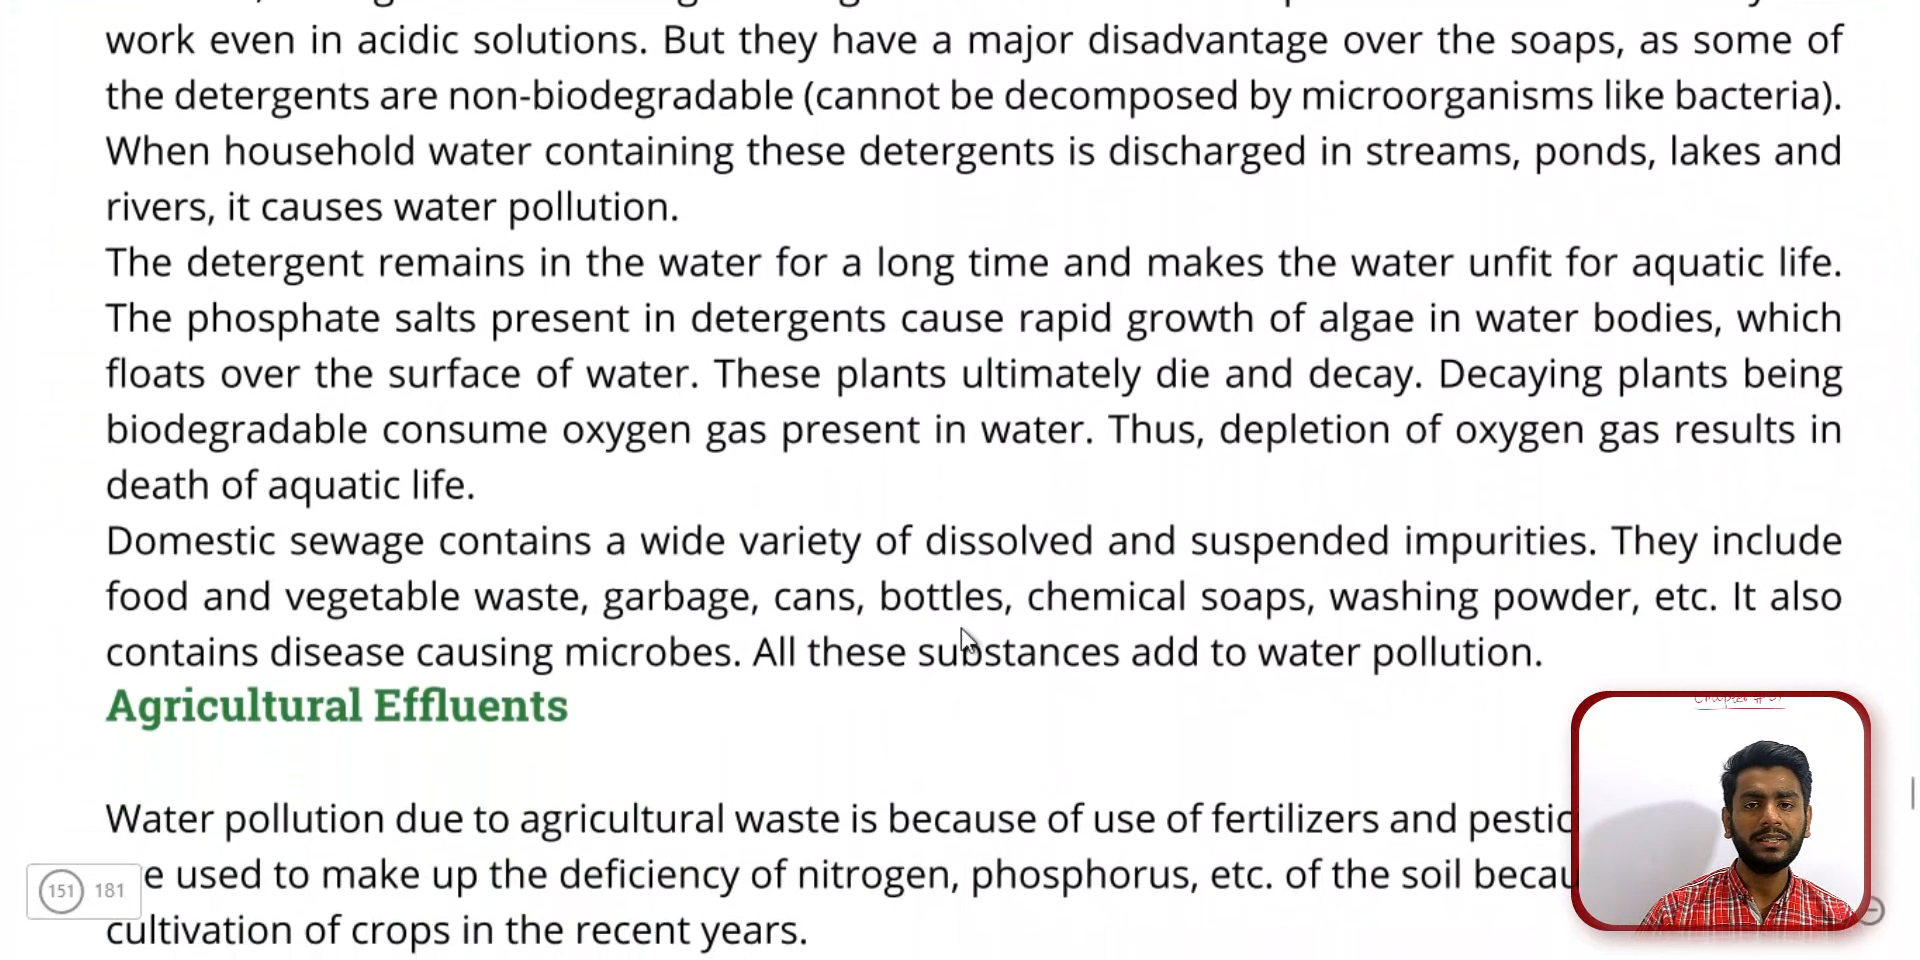 work even in acidic solutions. But they have a major disadvantage over the soaps, as some of
the detergents are non-biodegradable (cannot be decomposed by microorganisms like bacteria).
When household water containing these detergents is discharged in streams, ponds, lakes and
rivers, it causes water pollution.
The detergent remains in the water for a long time and makes the water unfit for aquatic life.
The phosphate salts present in detergents cause rapid growth of algae in water bodies, which
floats over the surface of water. These plants ultimately die and decay. Decaying plants being
biodegradable consume oxygen gas present in water. Thus, depletion of oxygen gas results in
death of aquatic life.
Domestic sewage contains a wide variety of dissolved and suspended impurities. They include
food and vegetable waste, garbage, cans, bottles, chemical soaps, washing powder, etc. It also
contains disease causing microbes. All these substances add to water pollution.
Agricultural Effluents
Water pollution due to agricultural waste is because of use of fertilizers and
used to make up the deficiency of nitrogen, phosphorus, etc. of the soil
cultivation of crops in the recent years.
151 181